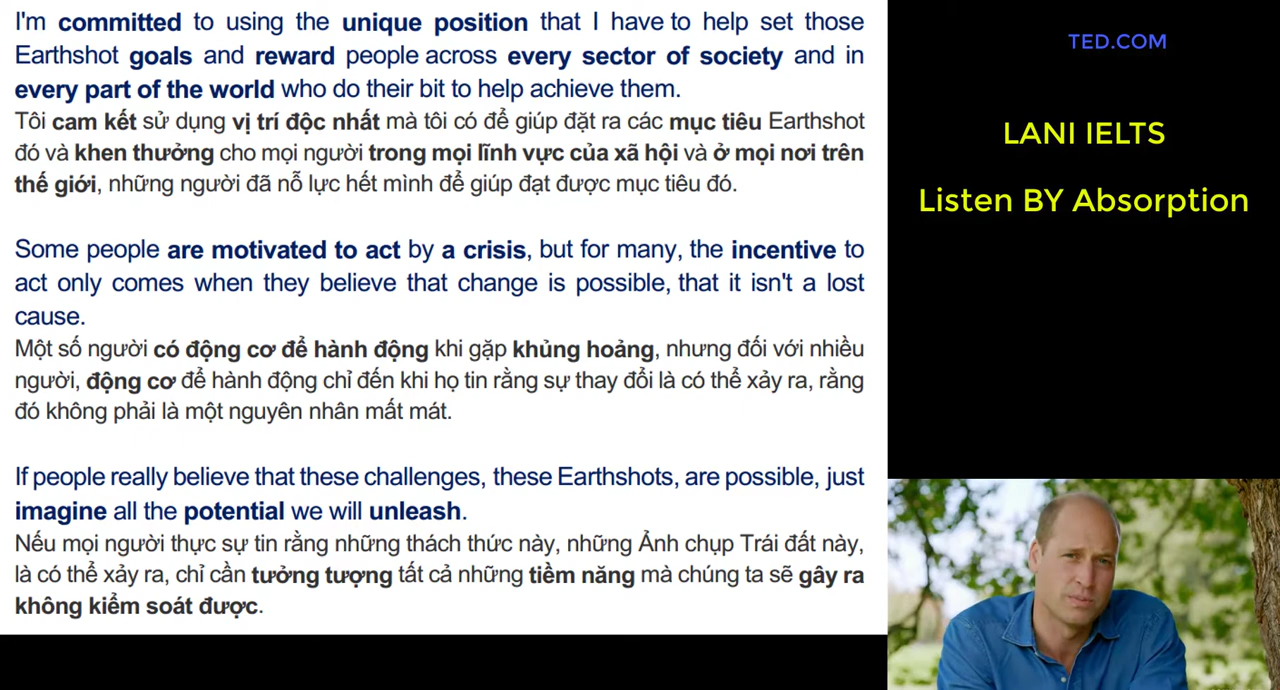 I'm committed to using the unique position that I have to help set those
Earthshot goals and reward people across every sector of society and in
every part of the world who do their bit to help achieve them.
Tôi cam kết sử dụng vị trí độc nhất mà tôi có để giúp đặt ra các mục tiêu Earthshot
đó và khen thưởng cho mọi người trong mọi lĩnh vực của xã hội và ở mọi nơi trên
thế giới, những người đã nỗ lực hết mình để giúp đạt được mục tiêu đó.
Some people are motivated to act by a crisis, but for many, the incentive to
act only comes when they believe that change is possible, that it isn't a lost
cause.
Một số người có động cơ để hành động khi gặp khủng hoảng, nhưng đối với nhiều
người, động cơ để hành động chỉ đến khi họ tin rằng sự thay đổi là có thể xảy ra, rằng
đó không phải là một nguyên nhân mất mát.
If people really believe that these challenges, these Earthshots, are possible, just
imagine all the potential we will unleash.
Nếu mọi người thực sự tin rằng những thách thức này, những Ảnh chụp Trái đất này,
là có thể xảy ra, chỉ cần tưởng tượng tất cả những tiềm năng mà chúng ta sẽ gây ra
không kiểm soát được.
TED.COM
LANI IELTS
Listen BY Absorption